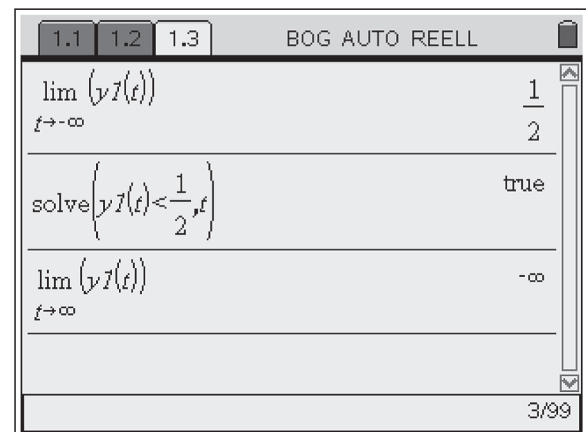 1.1 1.2 1.3 BOG AUTO REELL
lim (y1(t)) 1/2
t→-∞
solve(y1(t)<1/2,t) true
lim (y1(t)) -∞
t→∞
3/99